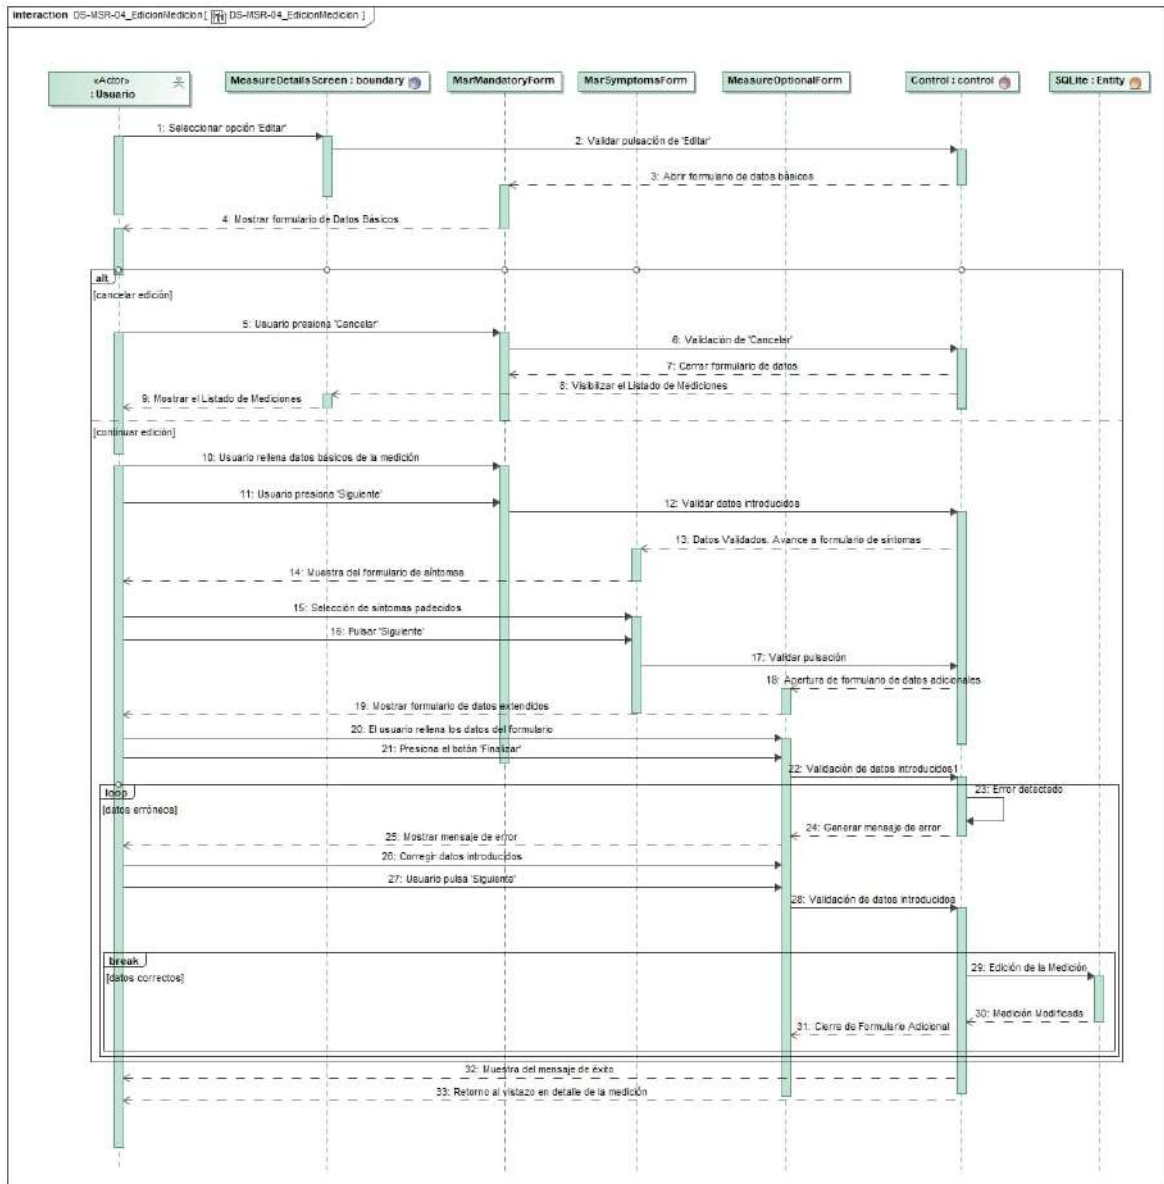 interaction DS-MSR-04_EdicionMedicion [ DS-MSR-04_EdicionMedicion ]
«Actor»
: Usuario
MeasureDetailsScreen : boundary
MsrMandatoryForm
MsrSymptomsForm
MeasureOptionalForm
Control : control
SQLite : Entity
1: Seleccionar opción 'Editar'
2: Validar pulsación de 'Editar'
3: Abrir formulario de datos básicos
4: Mostrar formulario de Datos Básicos
alt
[cancelar edición]
5: Usuario presiona 'Cancelar'
6: Validación de 'Cancelar'
7: Cerrar formulario de datos
8: Visibilizar el Listado de Mediciones
9: Mostrar el Listado de Mediciones
[continuar edición]
10: Usuario rellena datos básicos de la medición
11: Usuario presiona 'Siguiente'
12: Validar datos introducidos
13: Datos Validados. Avance a formulario de síntomas
14: Muestra del formulario de síntomas
15: Selección de síntomas padecidos
16: Pulsar 'Siguiente'
17: Validar pulsación
18: Apertura de formulario de datos adicionales
19: Mostrar formulario de datos extendidos
20: El usuario rellena los datos del formulario
21: Presiona el botón 'Finalizar'
22: Validación de datos introducidos1
loop
[datos erróneos]
23: Error detectado
24: Generar mensaje de error
25: Mostrar mensaje de error
26: Corregir datos introducidos
27: Usuario pulsa 'Siguiente'
28: Validación de datos introducidos
break
[datos correctos]
29: Edición de la Medición
30: Medición Modificada
31: Cierre de Formulario Adicional
32: Muestra del mensaje de éxito
33: Retorno al vistazo en detalle de la medición